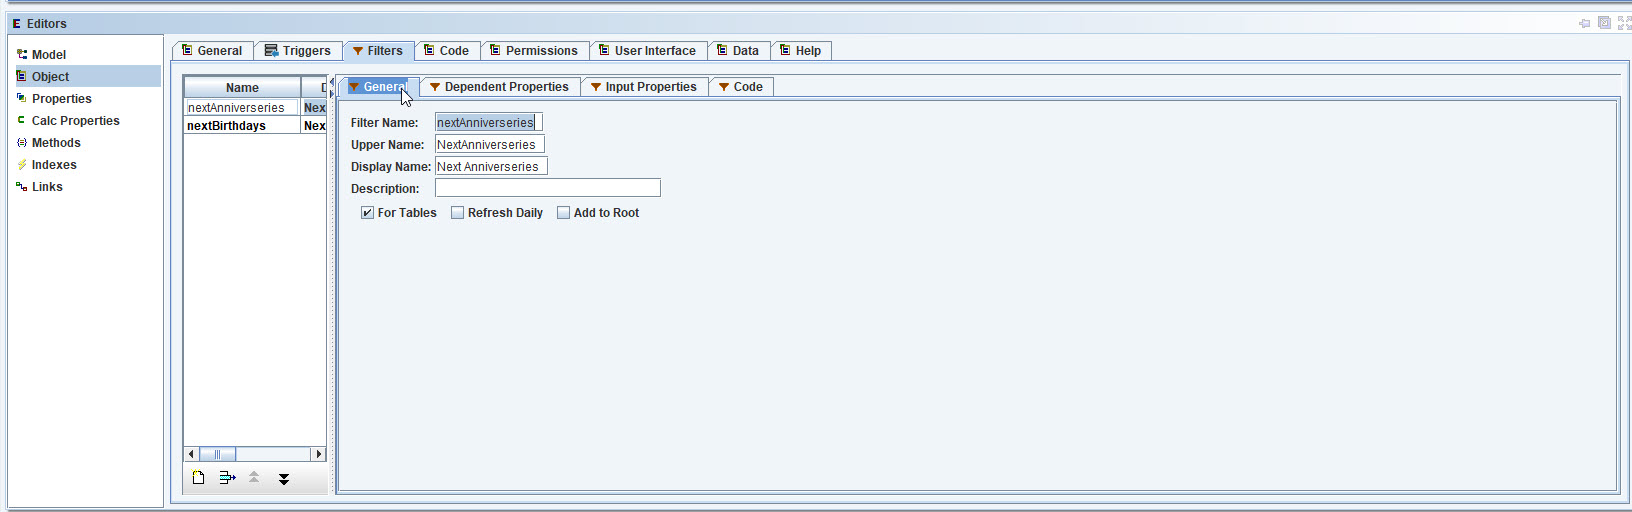 E Editors
Model
Object
Properties
C Calc Properties
Methods
Indexes
Links
General Triggers Filters Code Permissions User Interface Data Help
Name
nextAnniverseries Nex
nextBirthdays Nex
General Dependent Properties Input Properties Code
Filter Name: nextAnniverseries
Upper Name: NextAnniverseries
Display Name: Next Anniverseries
Description:
For Tables Refresh Daily Add to Root